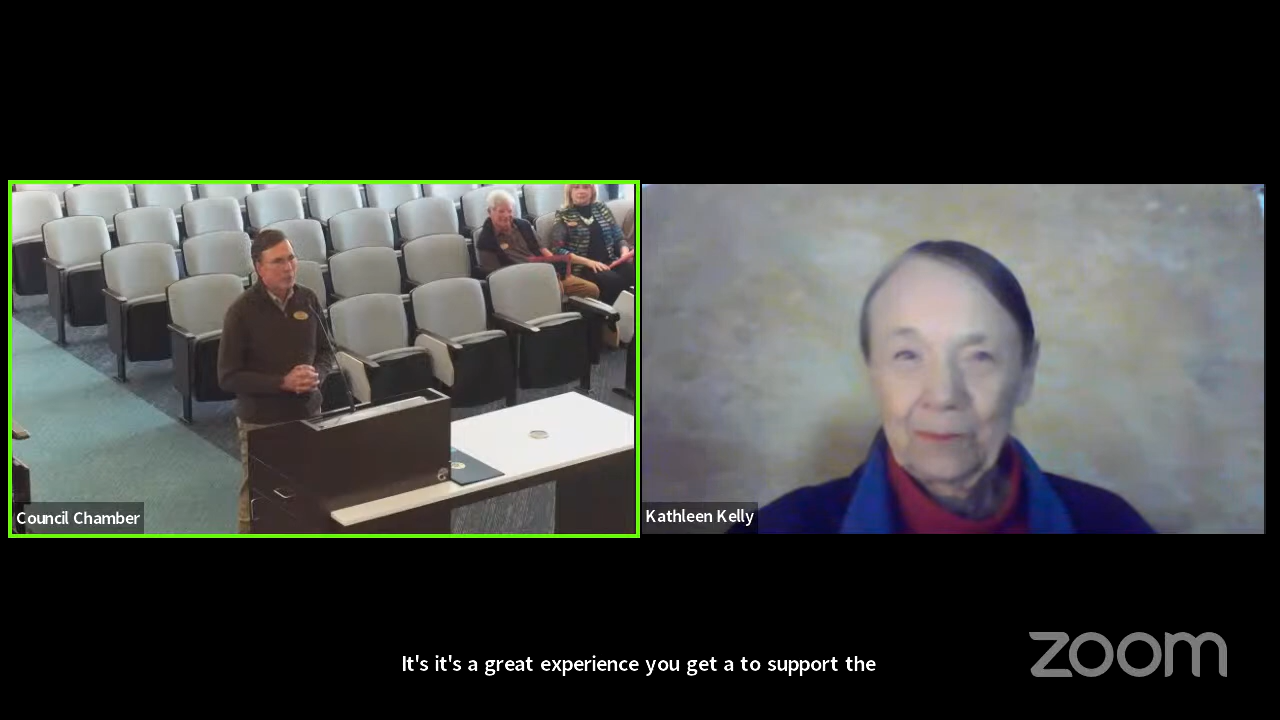 Council Chamber
Kathleen Kelly
It's it's a great experience you get a to support the
zoom